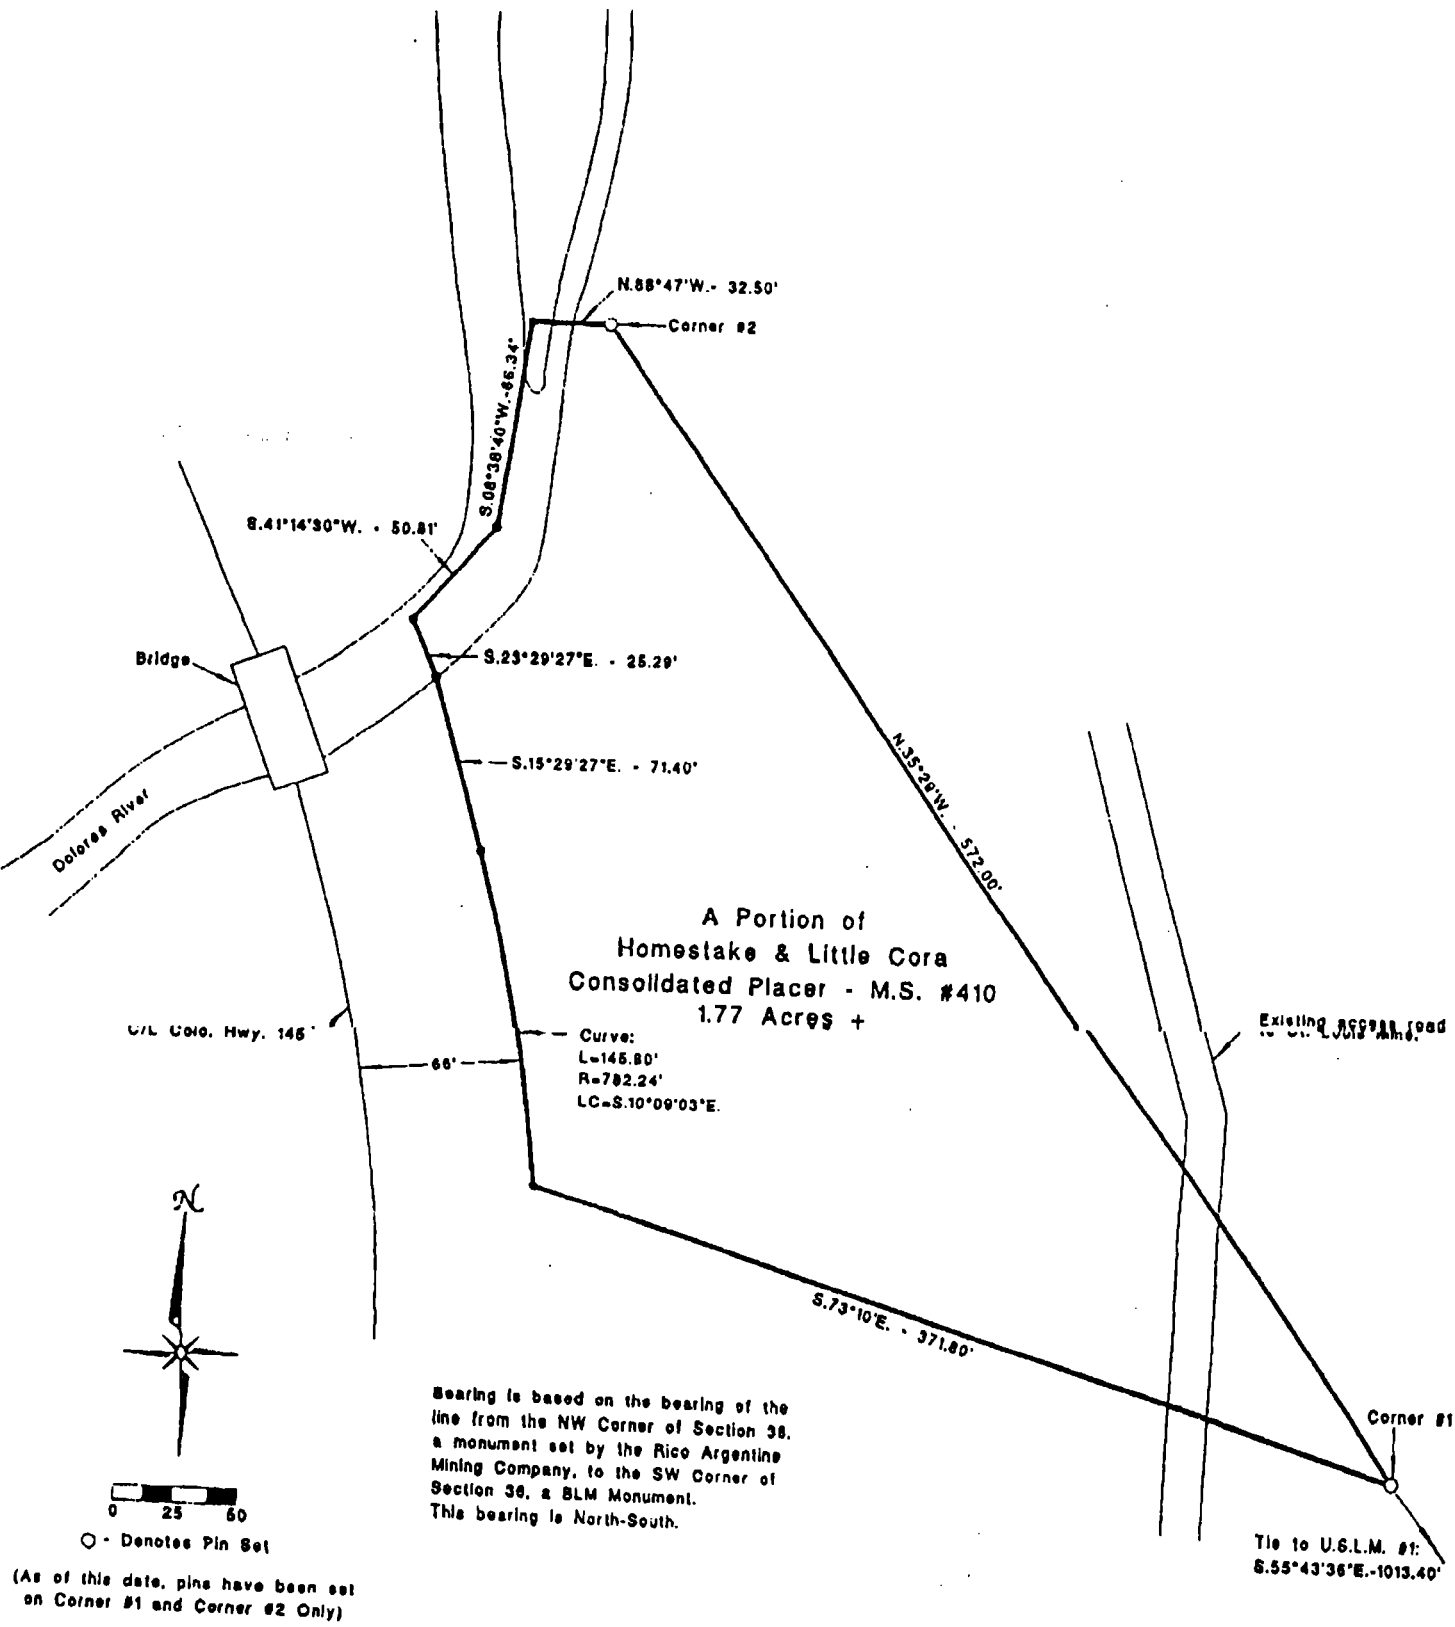 N.88°47'W.- 32.50'
Corner #2
S.08°38'40"W.-66.34'
S.41°14'30"W. - 50.81'
Bridge
S.23°29'27"E. - 25.29'
S.15°29'27"E. - 71.40'
Dolores River
N.35°29'W. - 572.00'
A Portion of
Homestake & Little Cora
Consolidated Placer - M.S. #410
1.77 Acres +
C/L Colo. Hwy. 145
Existing access road
to St. Louis Mine.
66'
Curve:
L=145.80'
R=782.24'
LC=S.10°09'03"E.
N
S.73°10'E. - 371.80'
Bearing is based on the bearing of the
line from the NW Corner of Section 36,
a monument set by the Rico Argentine
Mining Company, to the SW Corner of
Section 36, a BLM Monument.
This bearing is North-South.
Corner #1
0 25 50
O - Denotes Pin Set
(As of this date, pins have been set
on Corner #1 and Corner #2 Only)
Tie to U.S.L.M. #1:
S.55°43'36"E.-1013.40'